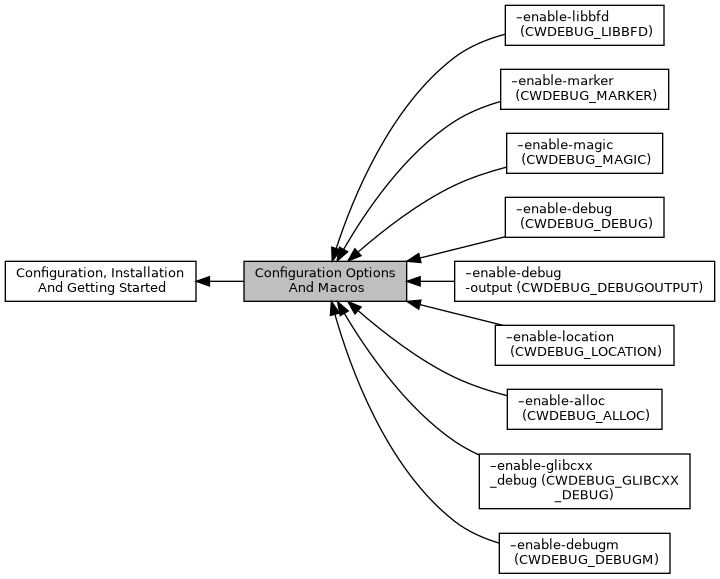 –enable-libbfd
(CWDEBUG_LIBBFD)
–enable-marker
(CWDEBUG_MARKER)
–enable-magic
(CWDEBUG_MAGIC)
–enable-debug
(CWDEBUG_DEBUG)
Configuration, Installation
And Getting Started
Configuration Options
And Macros
–enable-debug
-output (CWDEBUG_DEBUGOUTPUT)
–enable-location
(CWDEBUG_LOCATION)
–enable-alloc
(CWDEBUG_ALLOC)
–enable-glibcxx
_debug (CWDEBUG_GLIBCXX
_DEBUG)
–enable-debugm
(CWDEBUG_DEBUGM)